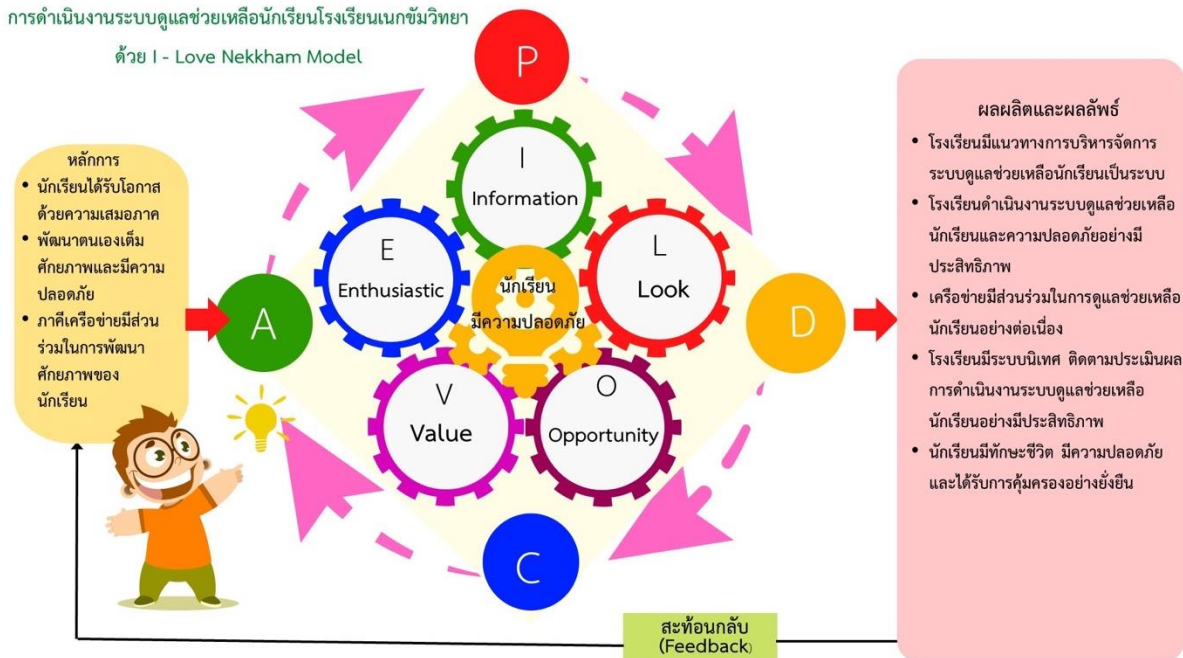 การดำเนินงานระบบดูแลช่วยเหลือนักเรียนโรงเรียนเนกขัมวิทยา
ด้วย I - Love Nekkham Model
P
หลักการ
• นักเรียนได้รับโอกาส
ด้วยความเสมอภาค
• พัฒนาตนเองเต็ม
ศักยภาพและมีความ
ปลอดภัย
• ภาคีเครือข่ายมีส่วน
ร่วมในการพัฒนา
ศักยภาพของ
นักเรียน
A
I
Information
E
Enthusiastic
L
Look
นักเรียน
มีความปลอดภัย
V
Value
O
Opportunity
D
C
ผลผลิตและผลลัพธ์
• โรงเรียนมีแนวทางการบริหารจัดการ
ระบบดูแลช่วยเหลือนักเรียนเป็นระบบ
• โรงเรียนดำเนินงานระบบดูแลช่วยเหลือ
นักเรียนและความปลอดภัยอย่างมี
ประสิทธิภาพ
• เครือข่ายมีส่วนร่วมในการดูแลช่วยเหลือ
นักเรียนอย่างต่อเนื่อง
• โรงเรียนมีระบบนิเทศ ติดตามประเมินผล
การดำเนินงานระบบดูแลช่วยเหลือ
นักเรียนอย่างมีประสิทธิภาพ
• นักเรียนมีทักษะชีวิต มีความปลอดภัย
และได้รับการคุ้มครองอย่างยั่งยืน
สะท้อนกลับ
(Feedback)